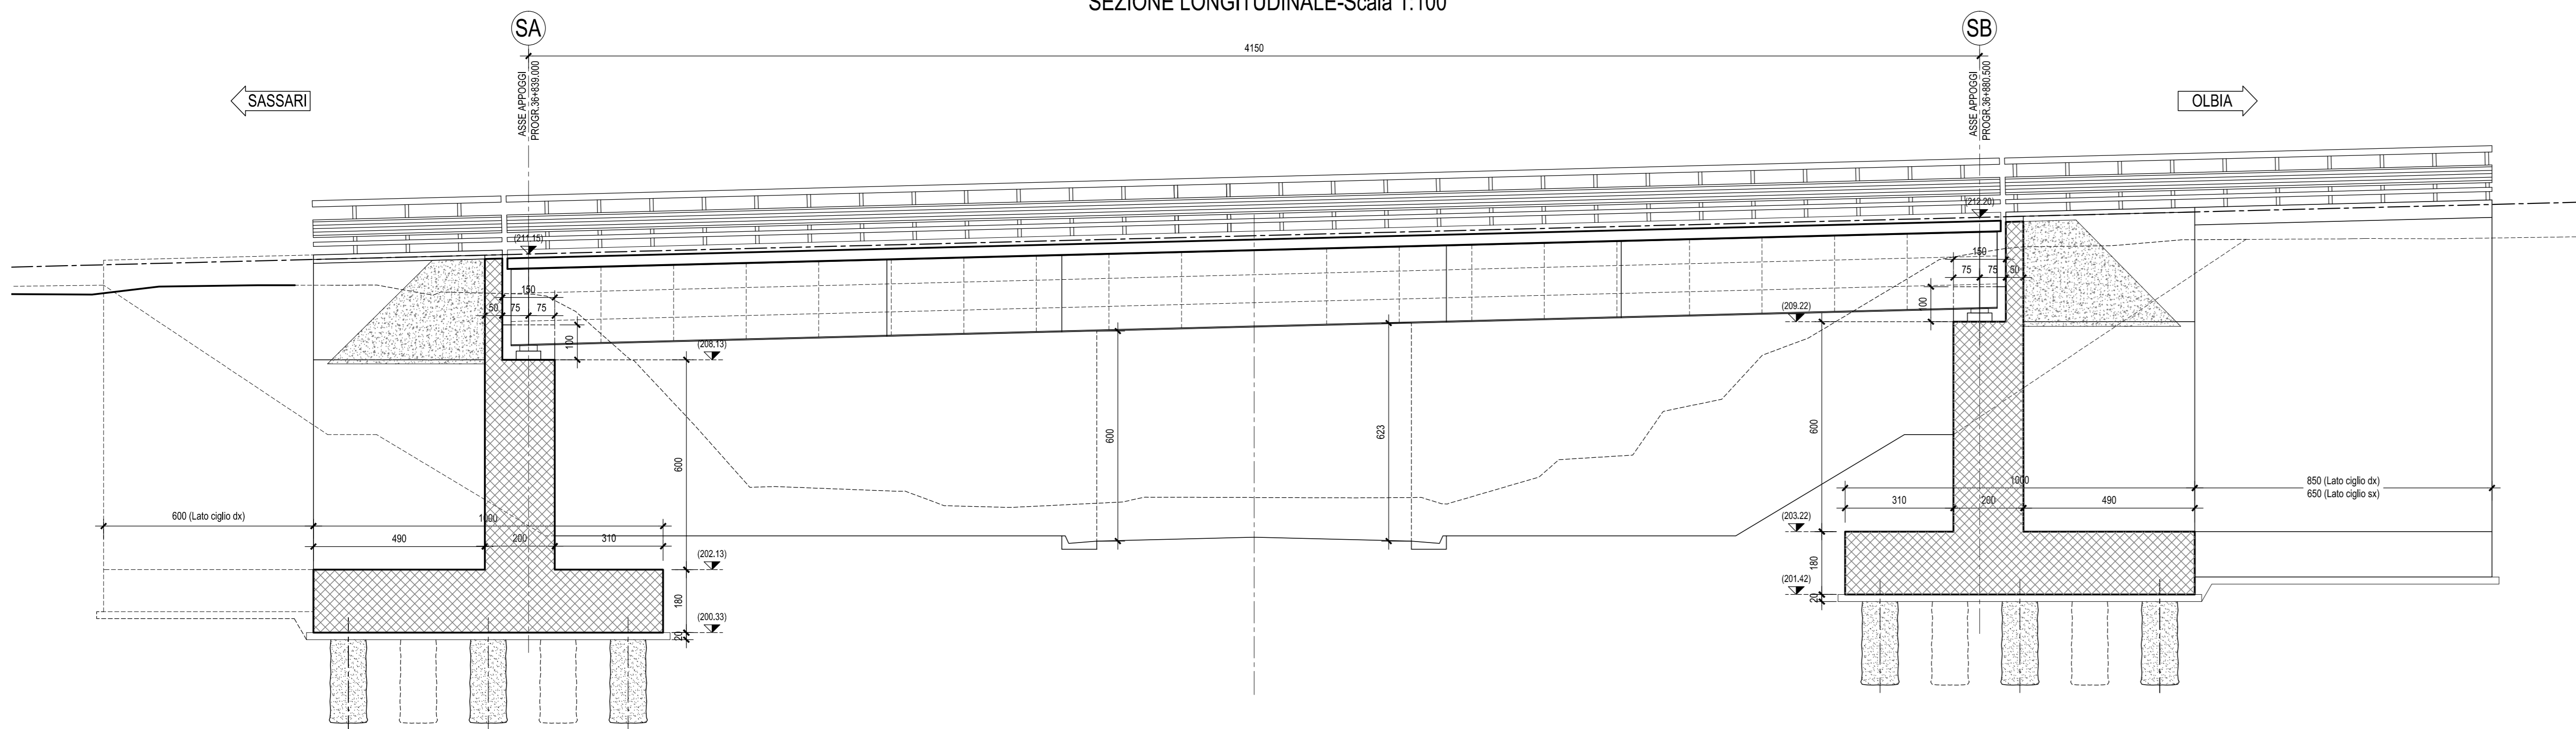 SEZIONE LONGITUDINALE-Scala 1:100
SA
SB
4150
ASSE APPOGGI
PROGR.36+839.000
ASSE APPOGGI
PROGR.36+880.500
SASSARI
OLBIA
(211.15)
(212.20)
150
50
75
75
100
(208.13)
150
75
75
50
100
(209.22)
600
600
623
600
600 (Lato ciglio dx)
1000
490
200
310
(202.13)
180
(200.33)
20
1000
310
200
490
850 (Lato ciglio dx)
650 (Lato ciglio sx)
(203.22)
180
(201.42)
20